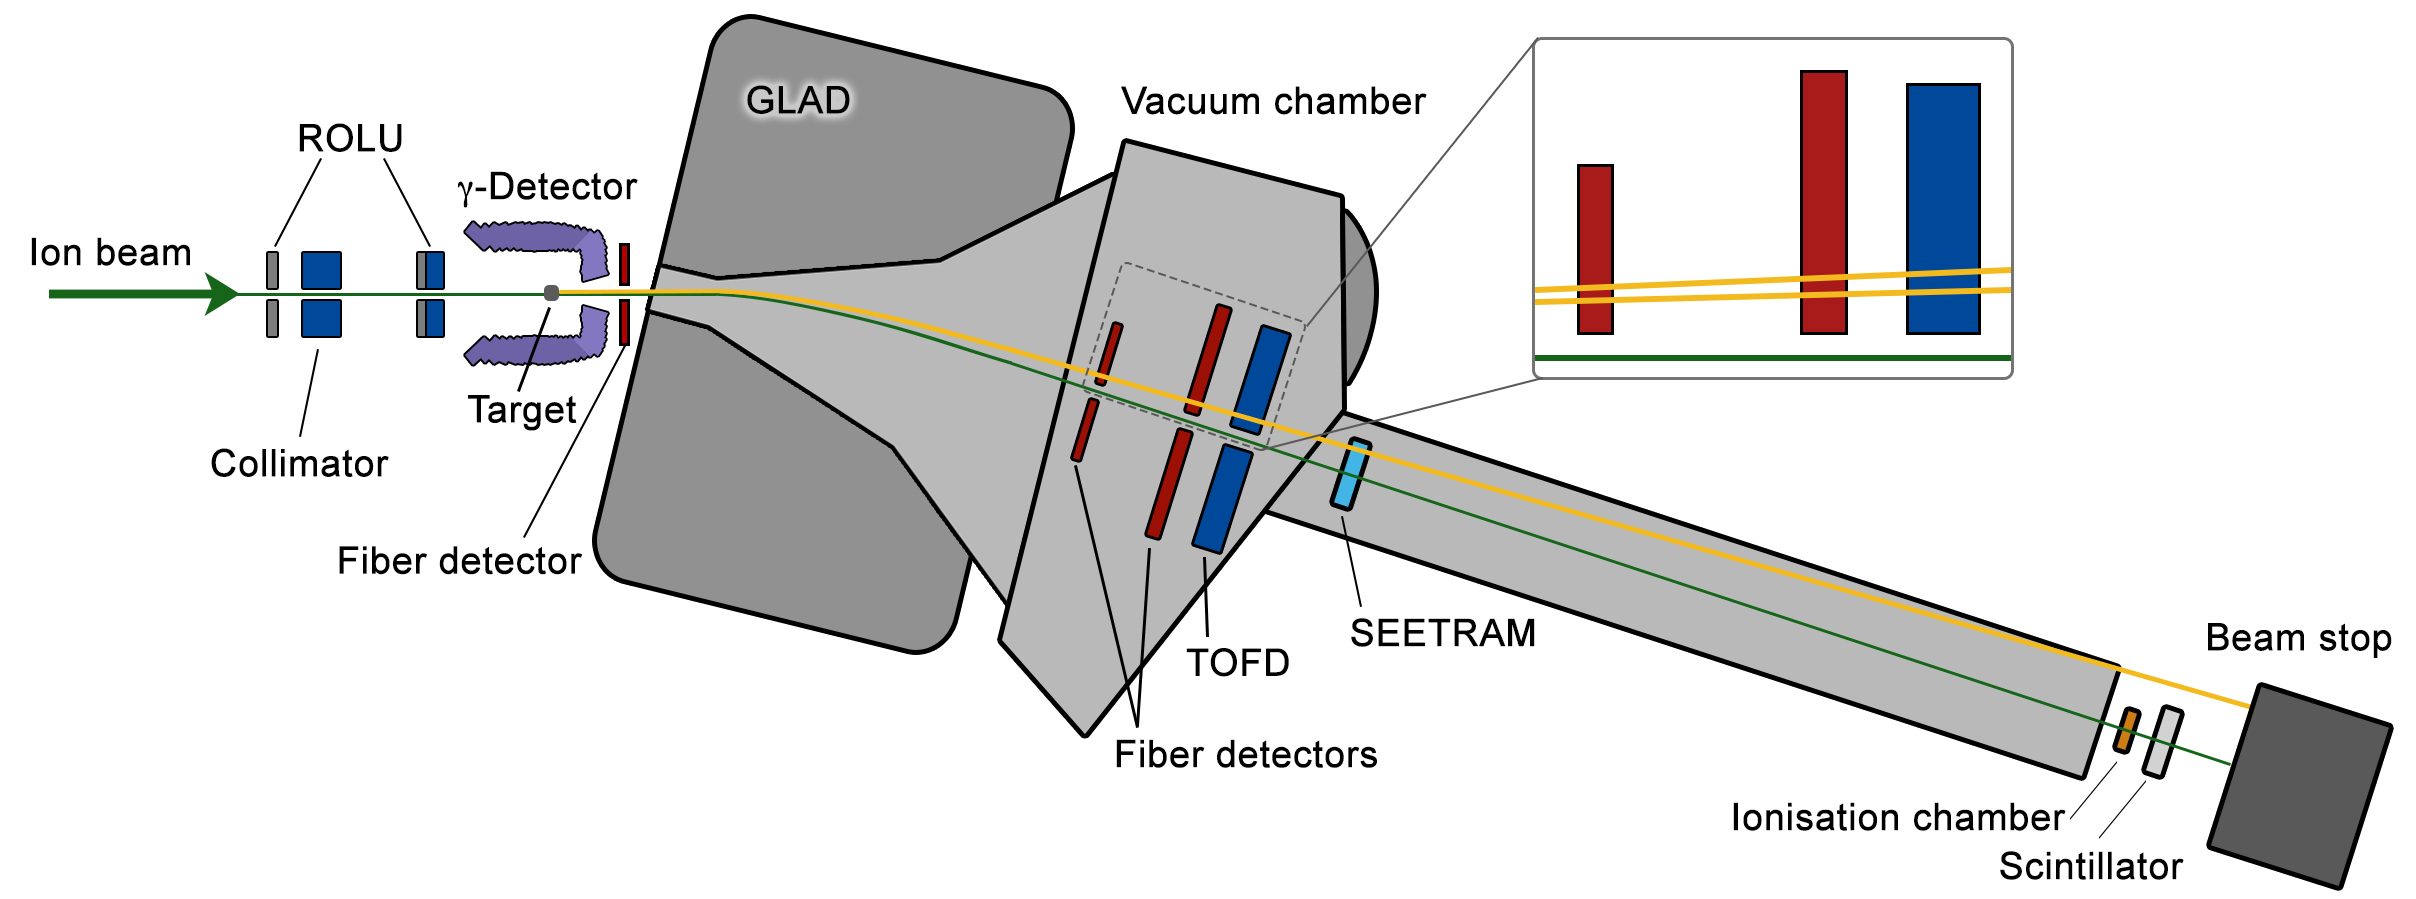 GLAD
Vacuum chamber
ROLU
γ-Detector
Ion beam
Target
Collimator
Fiber detector
SEETRAM
TOFD
Beam stop
Fiber detectors
Ionisation chamber
Scintillator